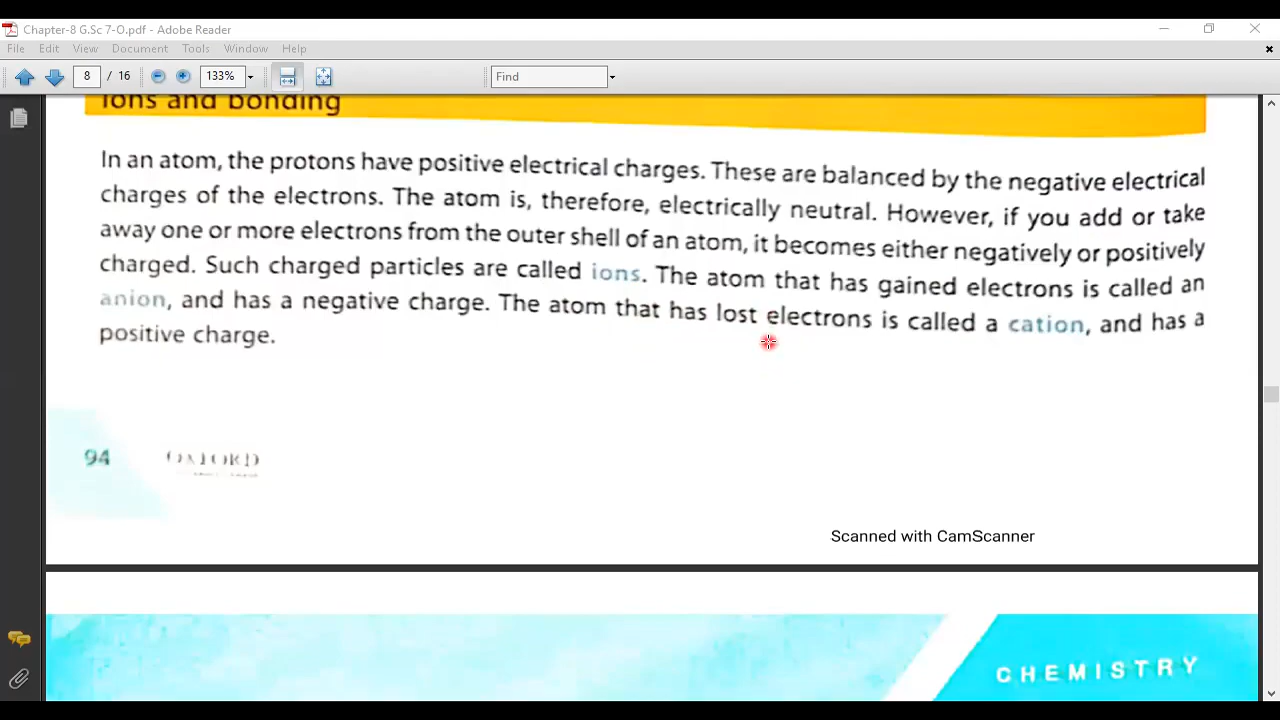 Chapter-8 G.Sc 7-O.pdf - Adobe Reader
File Edit View Document Tools Window Help
8 / 16 133% Find
Ions and bonding
In an atom, the protons have positive electrical charges. These are balanced by the negative electrical
charges of the electrons. The atom is, therefore, electrically neutral. However, if you add or take
away one or more electrons from the outer shell of an atom, it becomes either negatively or positively
charged. Such charged particles are called ions. The atom that has gained electrons is called an
anion, and has a negative charge. The atom that has lost electrons is called a cation, and has a
positive charge.
94 OXFORD
Scanned with CamScanner
CHEMISTRY